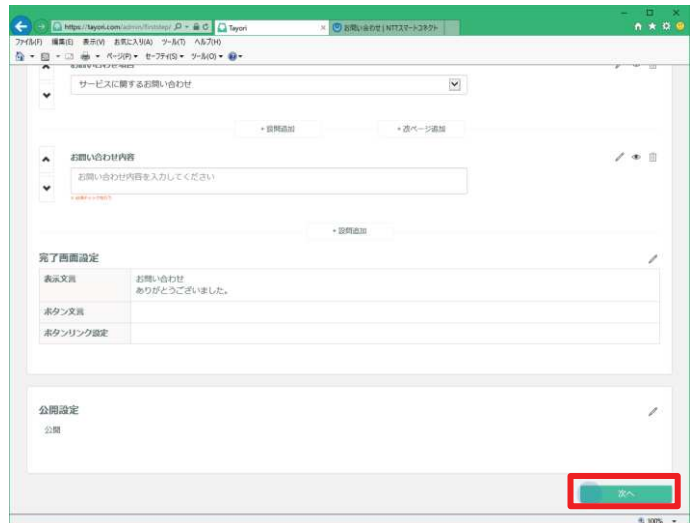 https://tayori.com/admin/firststep/
Tayori
お問い合わせ | NTTスマートコネクト
ファイル(F) 編集(E) 表示(V) お気に入り(A) ツール(T) ヘルプ(H)
ページ(P) セーフティ(S) ツール(O)
サービスに関するお問い合わせ
+ 設問追加
+ 改ページ追加
お問い合わせ内容
お問い合わせ内容を入力してください
+ 設問追加
完了画面設定
表示文言
お問い合わせ
ありがとうございました。
ボタン文言
ボタンリンク設定
公開設定
公開
次へ
100%